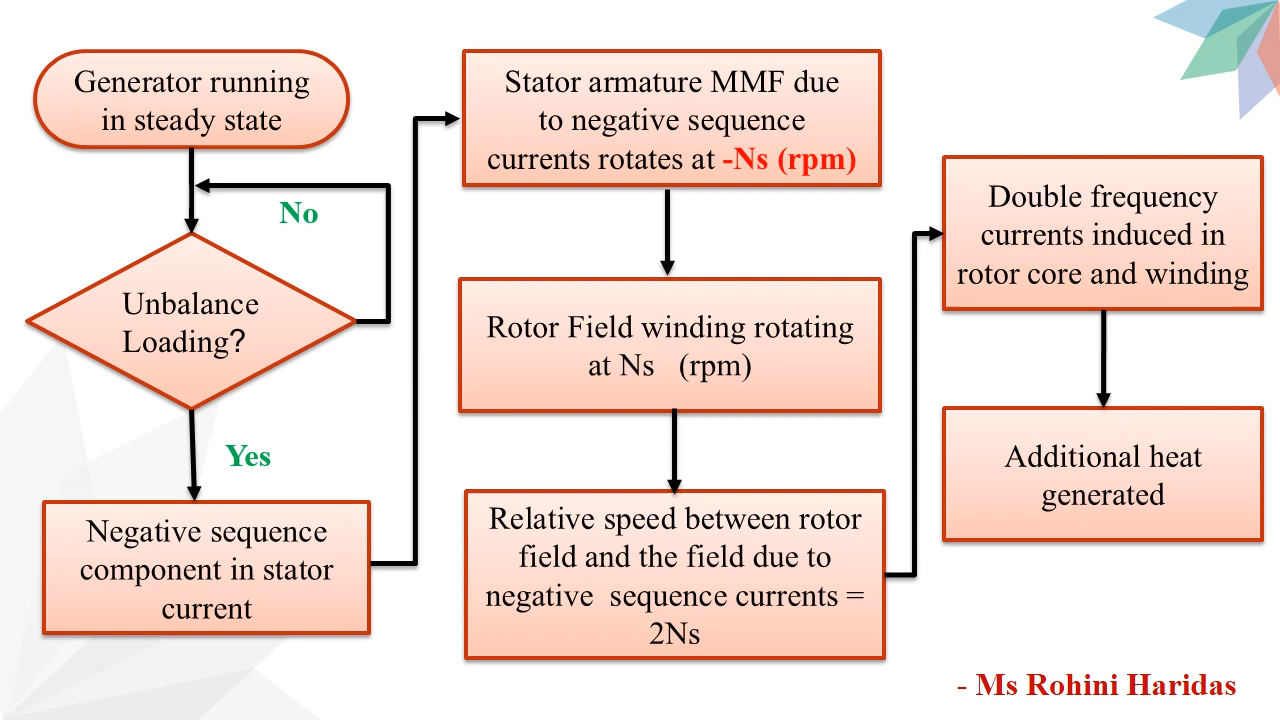 Generator running
in steady state
No
Unbalance
Loading?
Yes
Negative sequence
component in stator
current
Stator armature MMF due
to negative sequence
currents rotates at -Ns (rpm)
Rotor Field winding rotating
at Ns (rpm)
Relative speed between rotor
field and the field due to
negative sequence currents =
2Ns
Double frequency
currents induced in
rotor core and winding
Additional heat
generated
- Ms Rohini Haridas